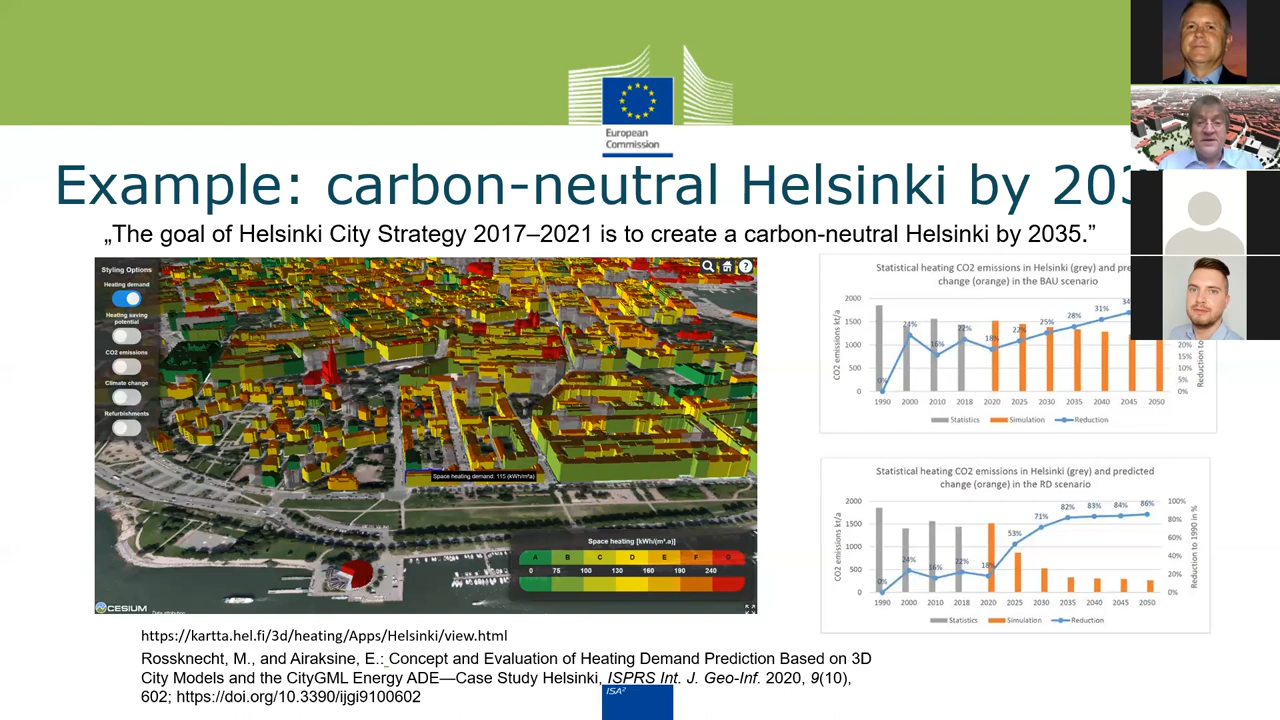 European
Commission
Example: carbon-neutral Helsinki by 203
„The goal of Helsinki City Strategy 2017–2021 is to create a carbon-neutral Helsinki by 2035.”
Styling Options
Heating demand
Heating saving
potential
CO2 emissions
Climate change
Refurbishments
?
Space heating demand: 115 (kWh/m²a)
Space heating [kWh/(m².a)]
A B C D E F G
0 75 100 130 160 190 240
CESIUM
Data attribution
Statistical heating CO2 emissions in Helsinki (grey) and pre
change (orange) in the BAU scenario
CO2 emissions kt/a
2000
1500
1000
500
0
0% 24% 16% 22% 18% 22% 25% 28% 31% 34
20%
15%
10%
5%
0%
Reduction to
1990 2000 2010 2018 2020 2025 2030 2035 2040 2045 2050
Statistics Simulation Reduction
Statistical heating CO2 emissions in Helsinki (grey) and predicted
change (orange) in the RD scenario
CO2 emissions kt/a
2000
1500
1000
500
0
0% 24% 16% 22% 18% 53% 71% 82% 83% 84% 86%
100%
80%
60%
40%
20%
0%
Reduction to 1990 in %
1990 2000 2010 2018 2020 2025 2030 2035 2040 2045 2050
Statistics Simulation Reduction
https://kartta.hel.fi/3d/heating/Apps/Helsinki/view.html
Rossknecht, M., and Airaksine, E.: Concept and Evaluation of Heating Demand Prediction Based on 3D
City Models and the CityGML Energy ADE—Case Study Helsinki, ISPRS Int. J. Geo-Inf. 2020, 9(10),
602; https://doi.org/10.3390/ijgi9100602
ISA²